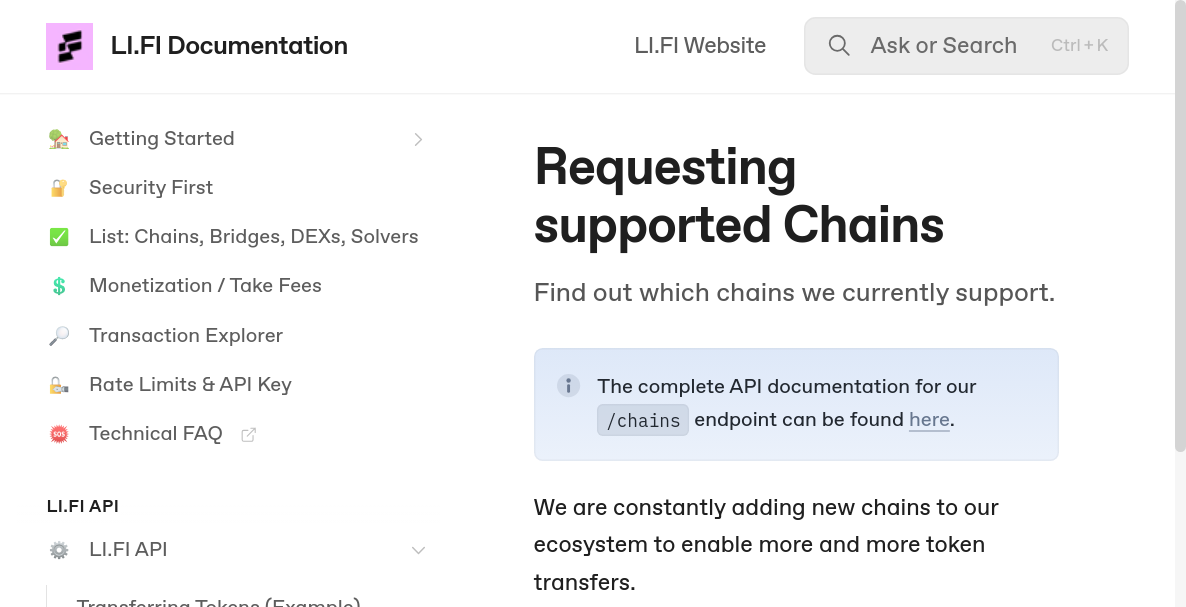 LI.FI Documentation
LI.FI Website
Ask or Search
Ctrl + K
Getting Started
Security First
List: Chains, Bridges, DEXs, Solvers
Monetization / Take Fees
Transaction Explorer
Rate Limits & API Key
SOS
Technical FAQ
LI.FI API
LI.FI API
Transferring Tokens (Example)
Requesting
supported Chains
Find out which chains we currently support.
The complete API documentation for our
/chains endpoint can be found here.
We are constantly adding new chains to our
ecosystem to enable more and more token
transfers.